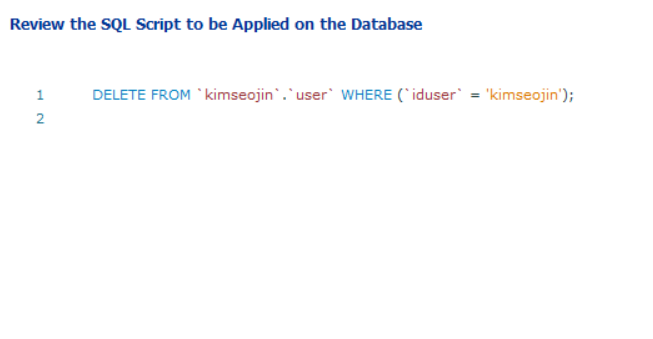 Review the SQL Script to be Applied on the Database
1 DELETE FROM `kimseojin`.`user` WHERE (`iduser` = 'kimseojin');
2